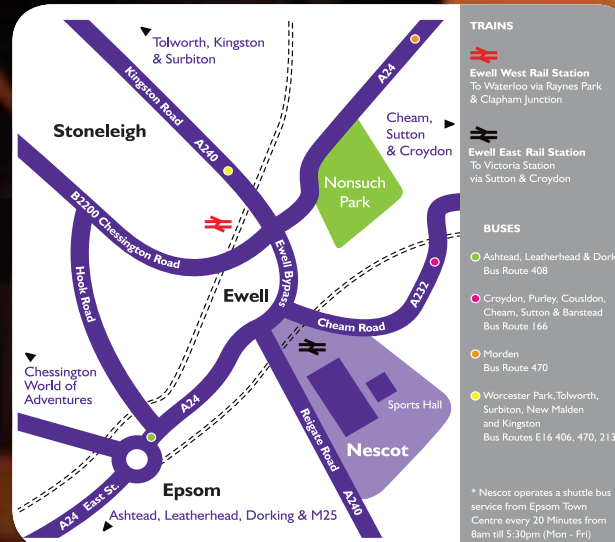 Tolworth, Kingston
& Surbiton
Kingston Road
A240
A24
Stoneleigh
Cheam,
Sutton
& Croydon
Nonsuch
Park
B2200 Chessington Road
Hook Road
Ewell Bypass
Ewell
A232
Cheam Road
Chessington
World of
Adventures
A24
Sports Hall
Reigate Road
A240
Nescot
Epsom
A24 East St.
Ashtead, Leatherhead, Dorking & M25
TRAINS
Ewell West Rail Station
To Waterloo via Raynes Park
& Clapham Junction
Ewell East Rail Station
To Victoria Station
via Sutton & Croydon
BUSES
Ashtead, Leatherhead & Dork
Bus Route 408
Croydon, Purley, Cousldon,
Cheam, Sutton & Banstead
Bus Route 166
Morden
Bus Route 470
Worcester Park,Tolworth,
Surbiton, New Malden
and Kingston
Bus Routes E16 406, 470, 213
* Nescot operates a shuttle bus
service from Epsom Town
Centre every 20 Minutes from
8am till 5:30pm (Mon - Fri)